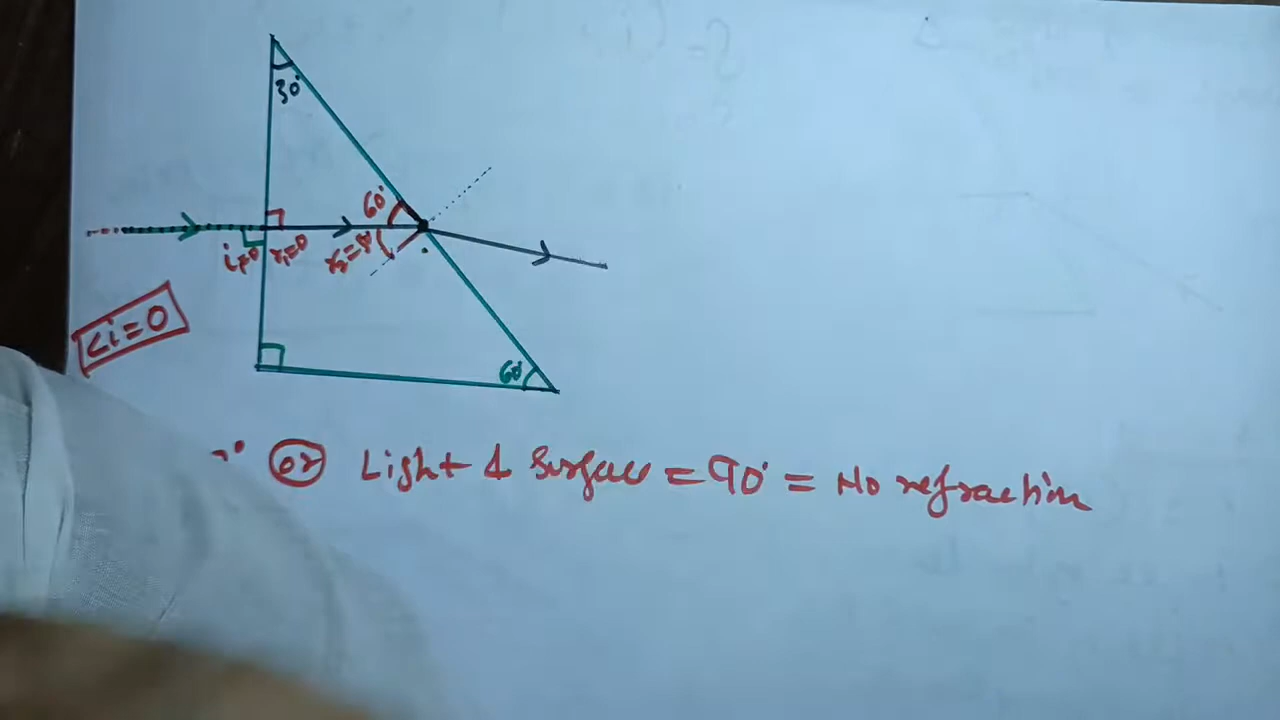 30°
60°
i=0 r₁=0 r₂=?
<i=0
60°
or Light ⊥ Surface = 90° = No refraction